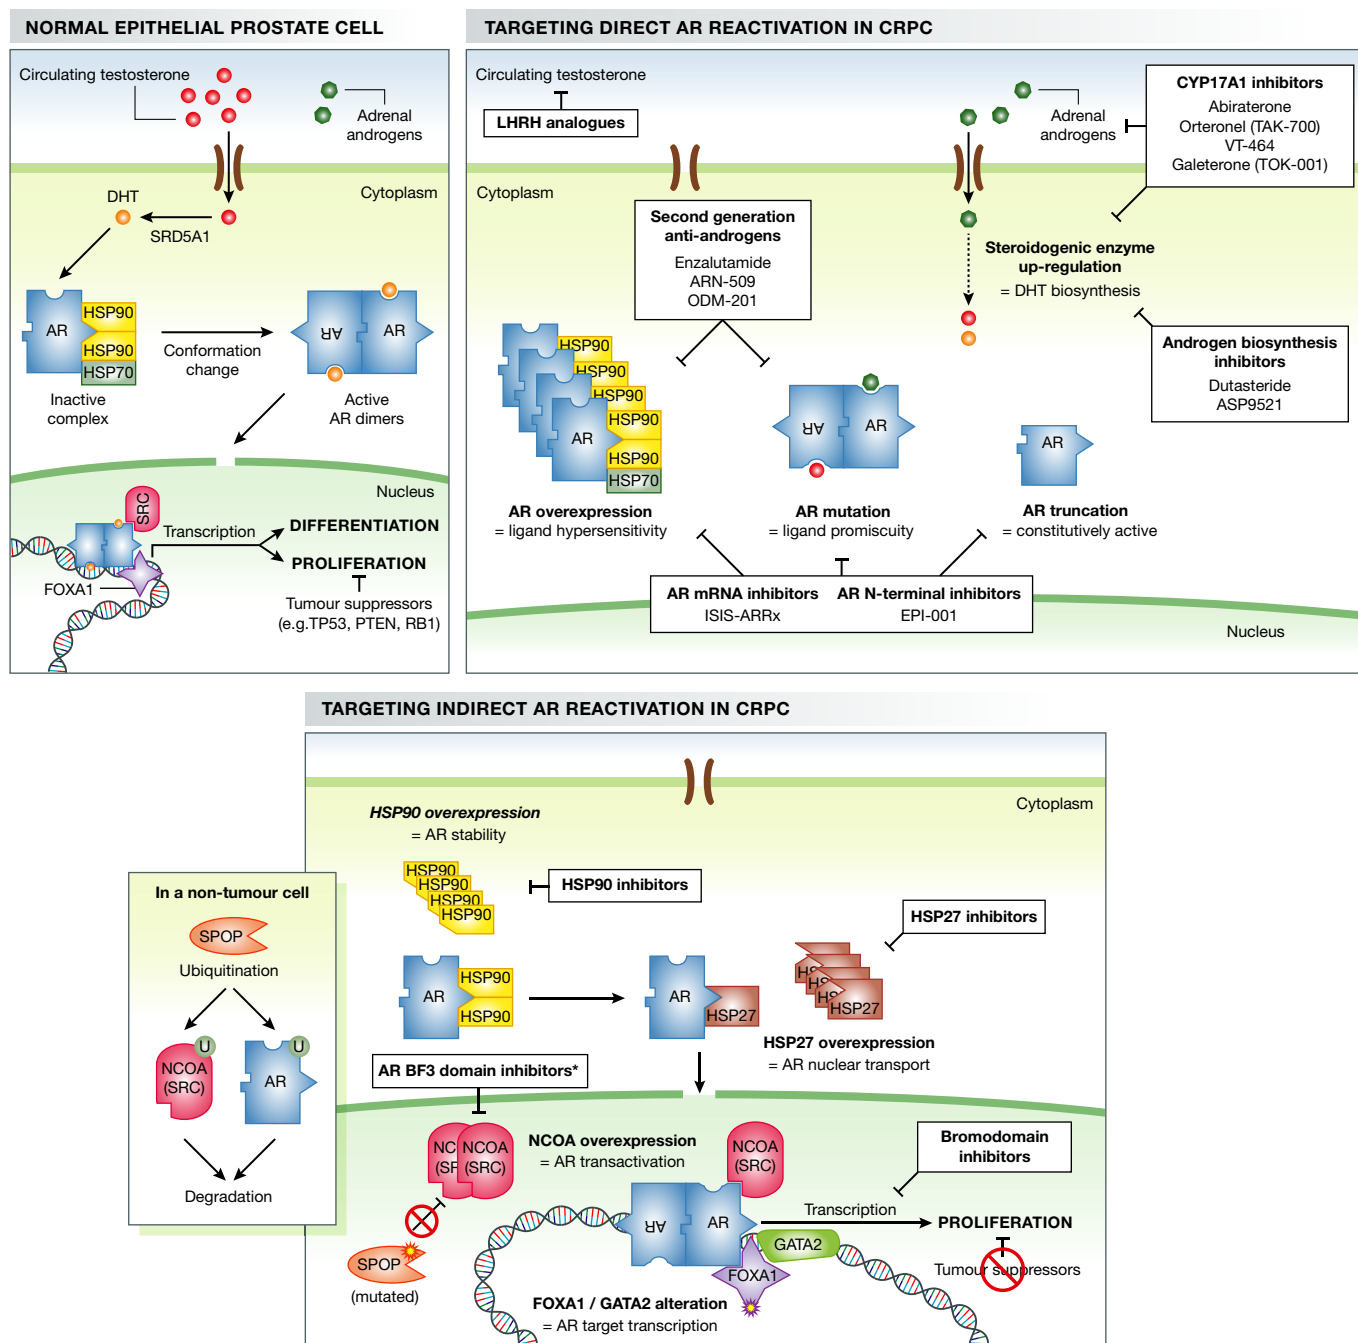 NORMAL EPITHELIAL PROSTATE CELL
Circulating testosterone
Adrenal
androgens
Cytoplasm
DHT
SRD5A1
AR
HSP90
HSP90
HSP70
Inactive
complex
Conformation
change
AR
AR
Active
AR dimers
Nucleus
SRC
Transcription
DIFFERENTIATION
PROLIFERATION
FOXA1
Tumour suppressors
(e.g.TP53, PTEN, RB1)
TARGETING DIRECT AR REACTIVATION IN CRPC
Circulating testosterone
LHRH analogues
Adrenal
androgens
CYP17A1 inhibitors
Abiraterone
Orteronel (TAK-700)
VT-464
Galeterone (TOK-001)
Cytoplasm
Second generation
anti-androgens
Enzalutamide
ARN-509
ODM-201
Steroidogenic enzyme
up-regulation
= DHT biosynthesis
Androgen biosynthesis
inhibitors
Dutasteride
ASP9521
HSP90
HSP90
HSP90
HSP90
AR
HSP90
HSP70
AR
AR
AR
AR overexpression
= ligand hypersensitivity
AR mutation
= ligand promiscuity
AR truncation
= constitutively active
AR mRNA inhibitors
ISIS-ARRx
AR N-terminal inhibitors
EPI-001
Nucleus
TARGETING INDIRECT AR REACTIVATION IN CRPC
Cytoplasm
HSP90 overexpression
= AR stability
HSP90
HSP90
HSP90
HSP90
HSP90 inhibitors
HSP27 inhibitors
AR
HSP90
HSP90
AR
HSP27
HSP27
HSP27 overexpression
= AR nuclear transport
In a non-tumour cell
SPOP
Ubiquitination
U
NCOA
(SRC)
U
AR
Degradation
AR BF3 domain inhibitors*
NCOA
(SRC)
NCOA overexpression
= AR transactivation
NCOA
(SRC)
Bromodomain
inhibitors
AR
AR
Transcription
PROLIFERATION
GATA2
FOXA1
Tumour suppressors
SPOP
(mutated)
FOXA1 / GATA2 alteration
= AR target transcription